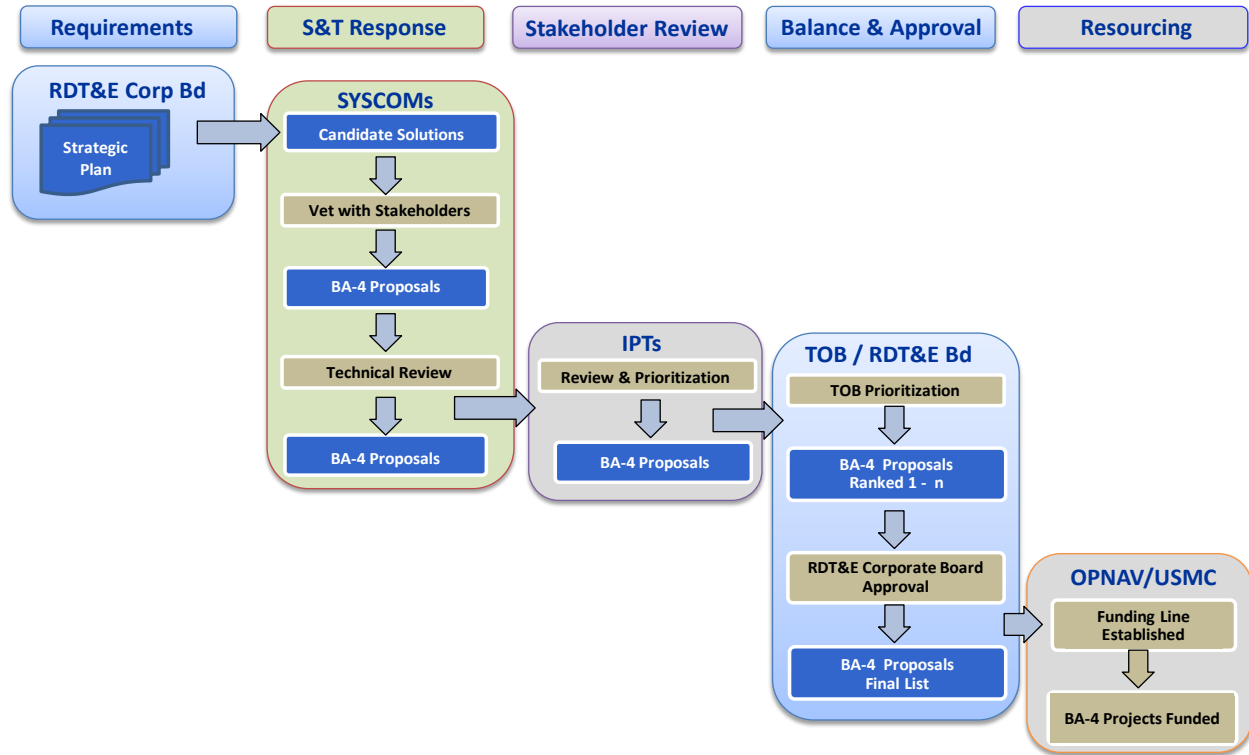 Requirements
S&T Response
Stakeholder Review
Balance & Approval
Resourcing
RDT&E Corp Bd
Strategic
Plan
SYSCOMs
Candidate Solutions
Vet with Stakeholders
BA-4 Proposals
Technical Review
BA-4 Proposals
IPTs
Review & Prioritization
BA-4 Proposals
TOB / RDT&E Bd
TOB Prioritization
BA-4 Proposals
Ranked 1 - n
RDT&E Corporate Board
Approval
BA-4 Proposals
Final List
OPNAV/USMC
Funding Line
Established
BA-4 Projects Funded